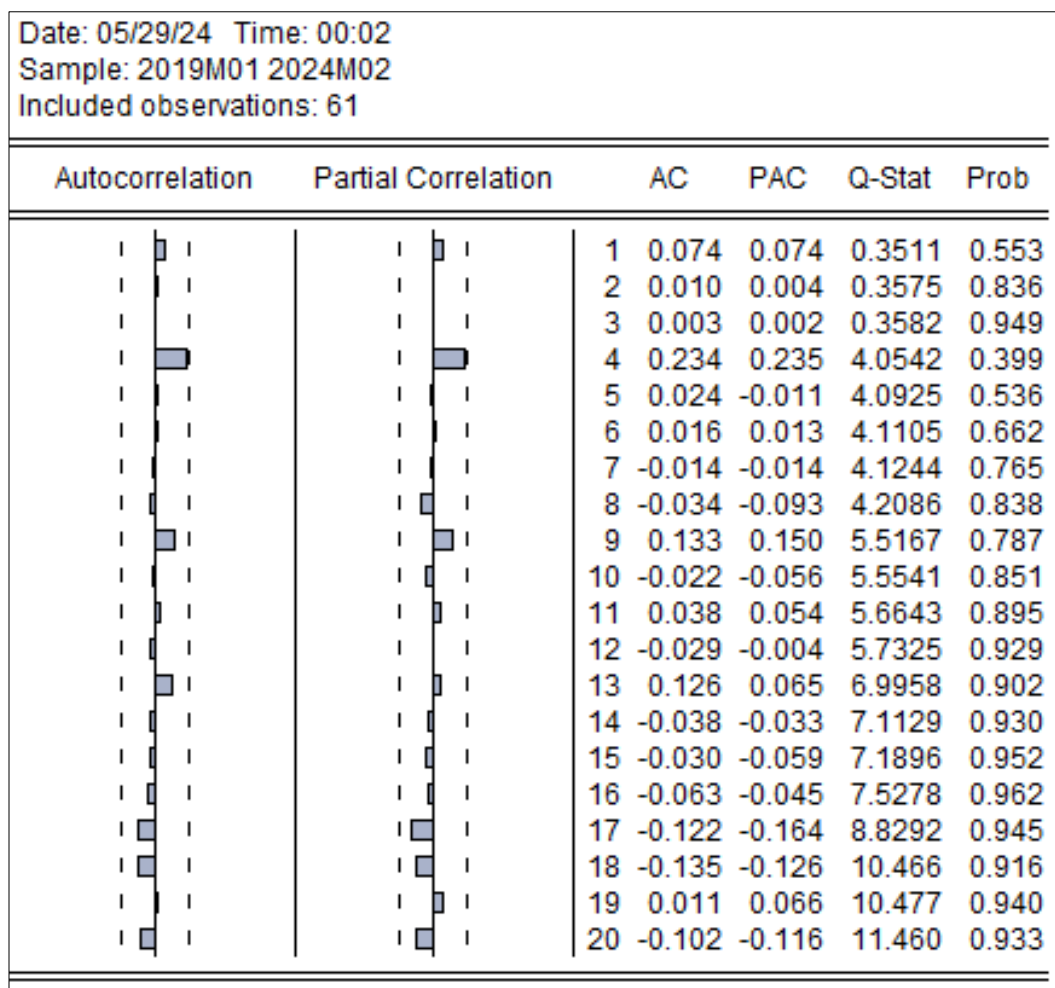 Date: 05/29/24 Time: 00:02
Sample: 2019M01 2024M02
Included observations: 61
Autocorrelation Partial Correlation AC PAC Q-Stat Prob
1 0.074 0.074 0.3511 0.553
2 0.010 0.004 0.3575 0.836
3 0.003 0.002 0.3582 0.949
4 0.234 0.235 4.0542 0.399
5 0.024 -0.011 4.0925 0.536
6 0.016 0.013 4.1105 0.662
7 -0.014 -0.014 4.1244 0.765
8 -0.034 -0.093 4.2086 0.838
9 0.133 0.150 5.5167 0.787
10 -0.022 -0.056 5.5541 0.851
11 0.038 0.054 5.6643 0.895
12 -0.029 -0.004 5.7325 0.929
13 0.126 0.065 6.9958 0.902
14 -0.038 -0.033 7.1129 0.930
15 -0.030 -0.059 7.1896 0.952
16 -0.063 -0.045 7.5278 0.962
17 -0.122 -0.164 8.8292 0.945
18 -0.135 -0.126 10.466 0.916
19 0.011 0.066 10.477 0.940
20 -0.102 -0.116 11.460 0.933